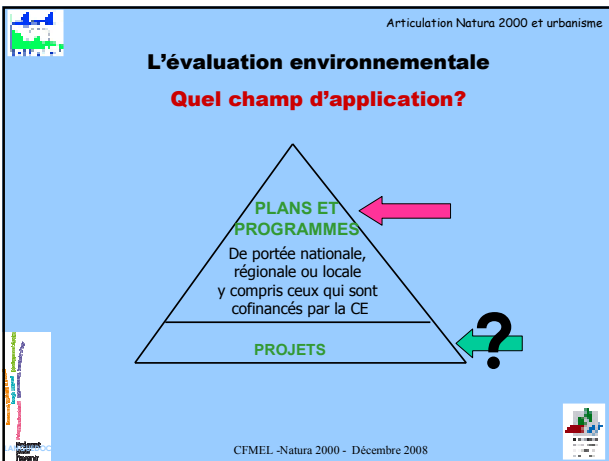 Articulation Natura 2000 et urbanisme
L'évaluation environnementale
Quel champ d'application?
PLANS ET
PROGRAMMES
De portée nationale,
régionale ou locale
y compris ceux qui sont
cofinancés par la CE
PROJETS
?
CFMEL -Natura 2000 - Décembre 2008